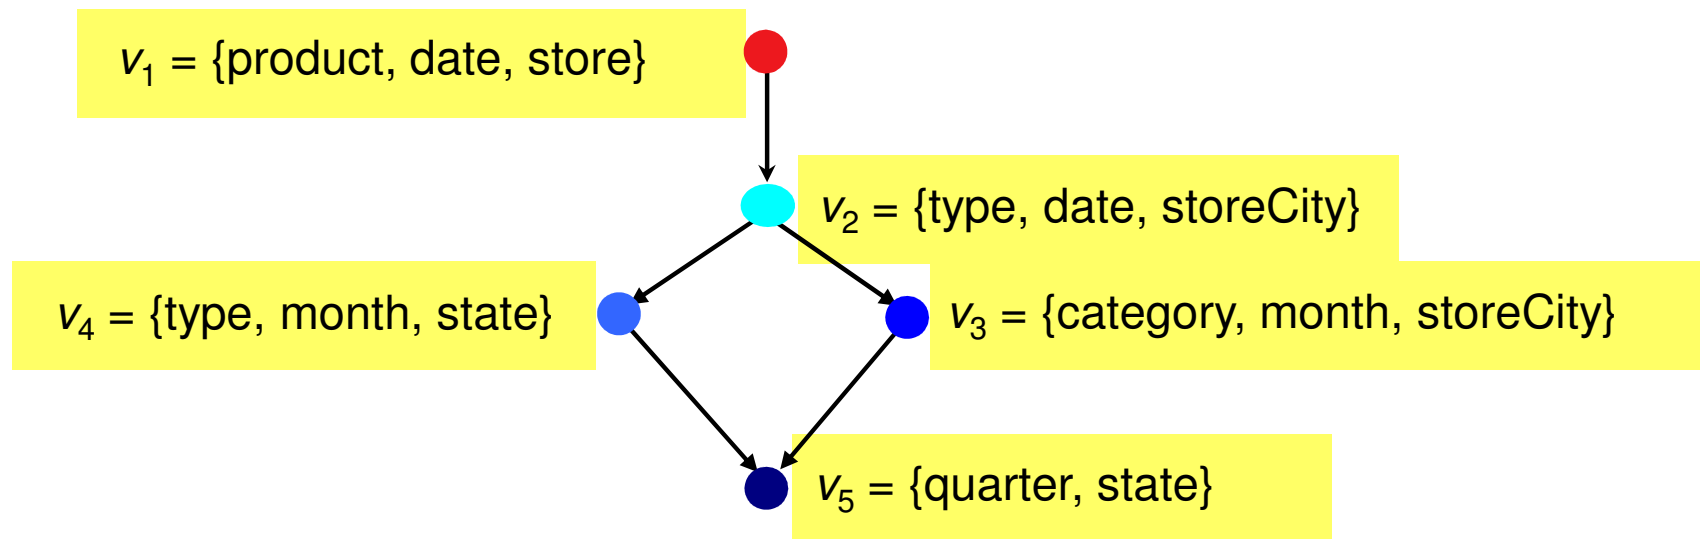 v1 = {product, date, store}
v2 = {type, date, storeCity}
v4 = {type, month, state}
v3 = {category, month, storeCity}
v5 = {quarter, state}